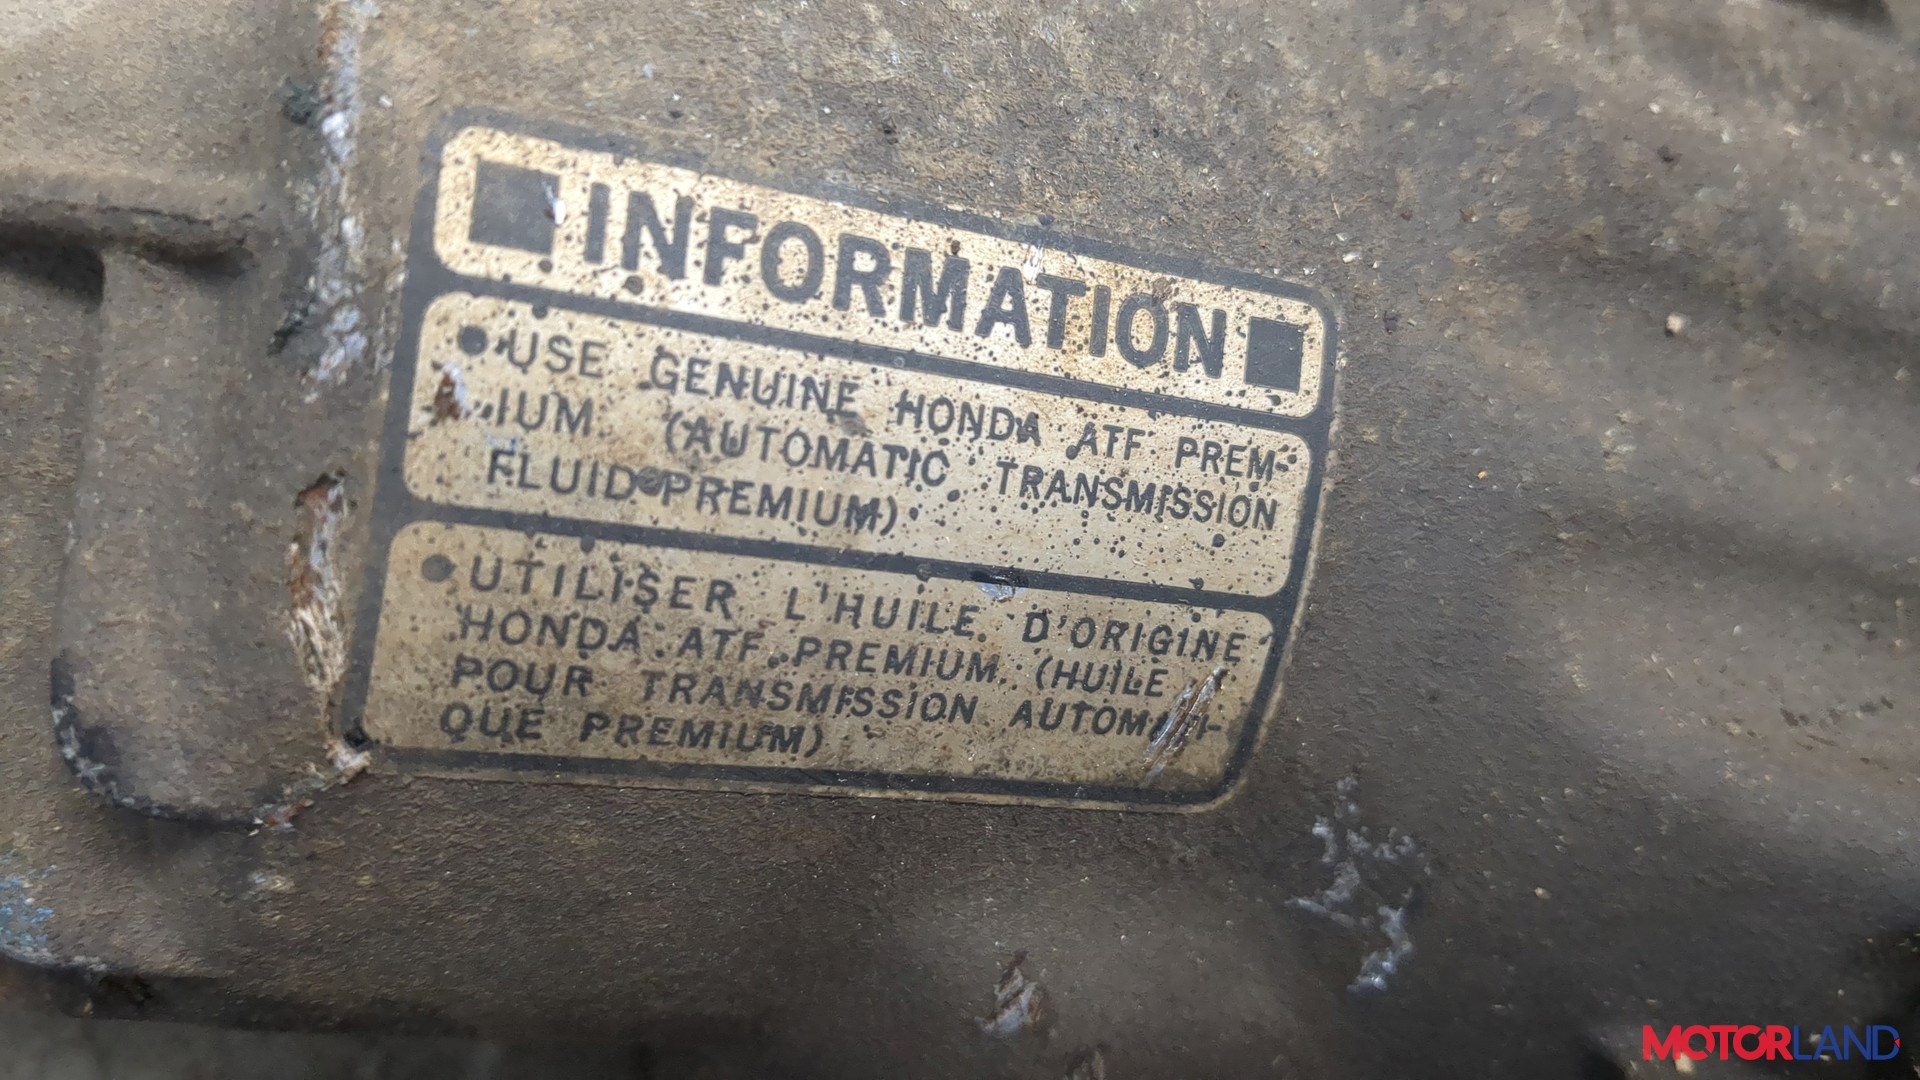 ■ INFORMATION ■
● USE GENUINE HONDA ATF PREM-
IUM (AUTOMATIC TRANSMISSION
FLUID-PREMIUM)
● UTILISER L'HUILE D'ORIGINE
HONDA ATF PREMIUM (HUILE
POUR TRANSMISSION AUTOMATI-
QUE PREMIUM)
MOTORLAND